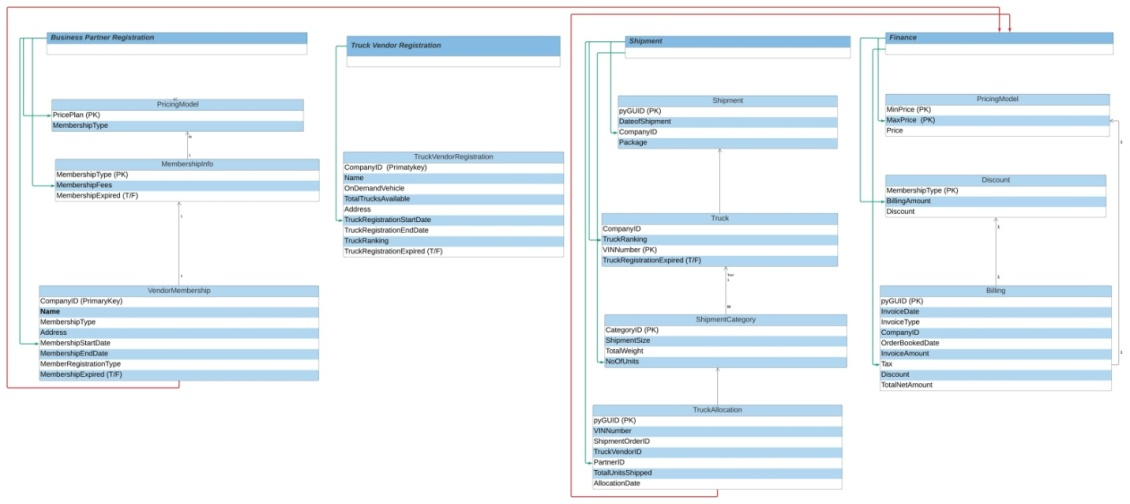 Business Partner Registration
PricingModel
PricePlan (PK)
MembershipType
MembershipInfo
MembershipType (PK)
MembershipFees
MembershipExpired (T/F)
VendorMembership
CompanyID (PrimaryKey)
Name
MembershipType
Address
MembershipStartDate
MembershipEndDate
MemberRegistrationType
MembershipExpired (T/F)
Truck Vendor Registration
TruckVendorRegistration
CompanyID (Primatykey)
Name
OnDemandVehicle
TotalTrucksAvailable
Address
TruckRegistrationStartDate
TruckRegistrationEndDate
TruckRanking
TruckRegistrationExpired (T/F)
Shipment
Shipment
pyGUID (PK)
DateofShipment
CompanyID
Package
Truck
CompanyID
TruckRanking
VINNumber (PK)
TruckRegistrationExpired (T/F)
ShipmentCategory
CategoryID (PK)
ShipmentSize
TotalWeight
NoOfUnits
TruckAllocation
pyGUID (PK)
VINNumber
ShipmentOrderID
TruckVendorID
PartnerID
TotalUnitsShipped
AllocationDate
Finance
PricingModel
MinPrice (PK)
MaxPrice (PK)
Price
Discount
MembershipType (PK)
BillingAmount
Discount
1
1
Billing
pyGUID (PK)
InvoiceDate
InvoiceType
CompanyID
OrderBookedDate
InvoiceAmount
Tax
Discount
TotalNetAmount
1
1